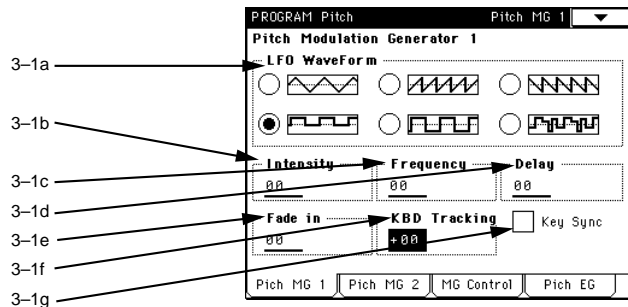 PROGRAM Pitch Pitch MG 1
Pitch Modulation Generator 1
3–1a
LFO WaveForm
3–1b
Intensity Frequency Delay
3–1c
00 00 00
3–1d
3–1e
Fade in KBD Tracking Key Sync
00 +00
3–1f
3–1g
Pich MG 1 Pich MG 2 MG Control Pich EG